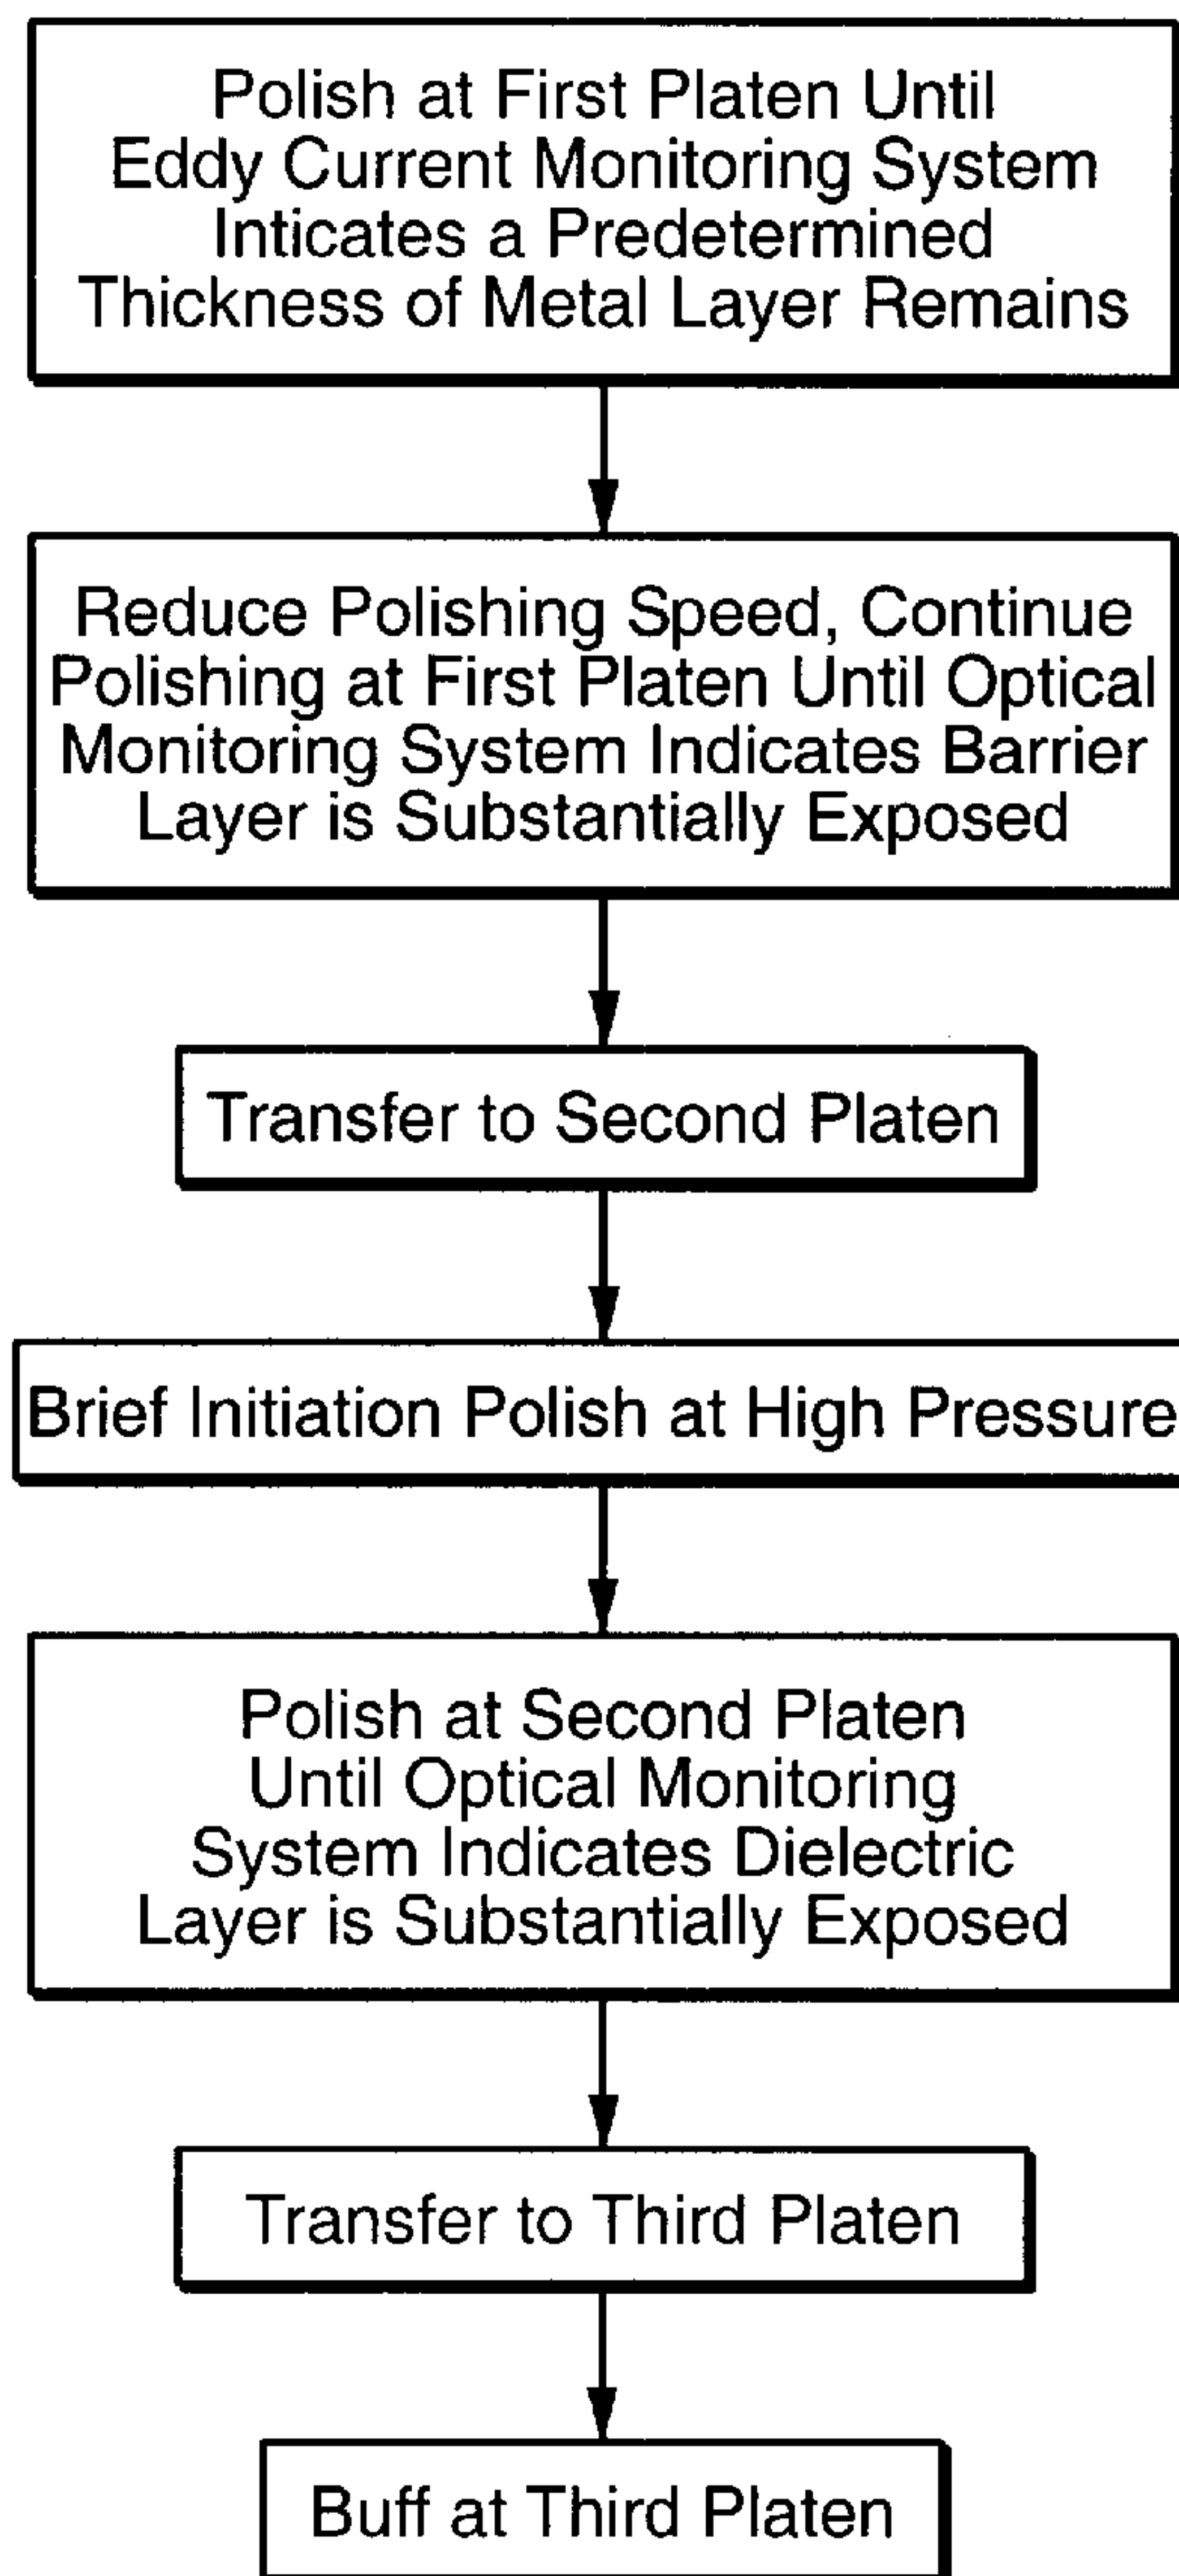 Polish at First Platen Until
Eddy Current Monitoring System
Inticates a Predetermined
Thickness of Metal Layer Remains
Reduce Polishing Speed, Continue
Polishing at First Platen Until Optical
Monitoring System Indicates Barrier
Layer is Substantially Exposed
Transfer to Second Platen
Brief Initiation Polish at High Pressure
Polish at Second Platen
Until Optical Monitoring
System Indicates Dielectric
Layer is Substantially Exposed
Transfer to Third Platen
Buff at Third Platen